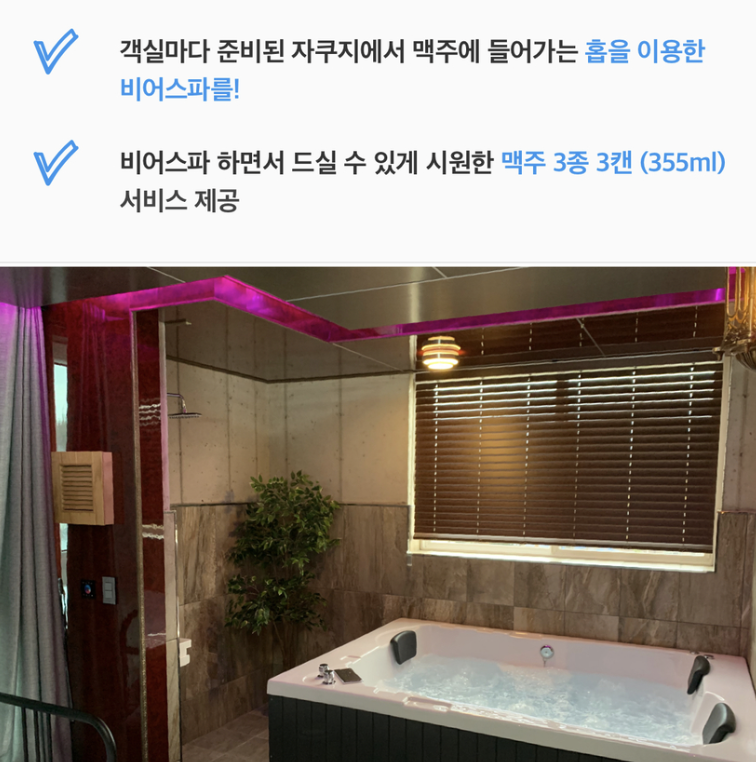 객실마다 준비된 자쿠지에서 맥주에 들어가는 홉을 이용한
비어스파를!
비어스파 하면서 드실 수 있게 시원한 맥주 3종 3캔 (355ml)
서비스 제공